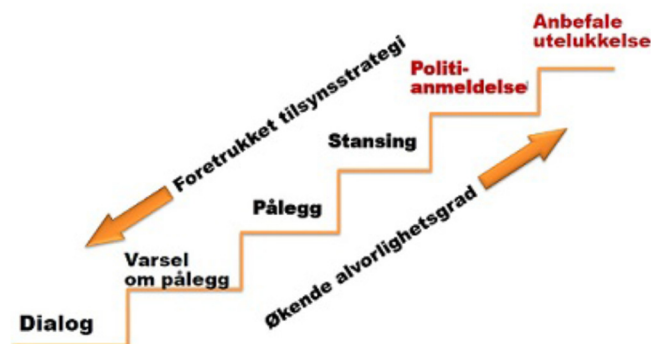 Anbefale
utelukkelse
Politi-
anmeldelse
Foretrukket tilsynsstrategi
Stansing
Pålegg
Økende alvorlighetsgrad
Varsel
om pålegg
Dialog